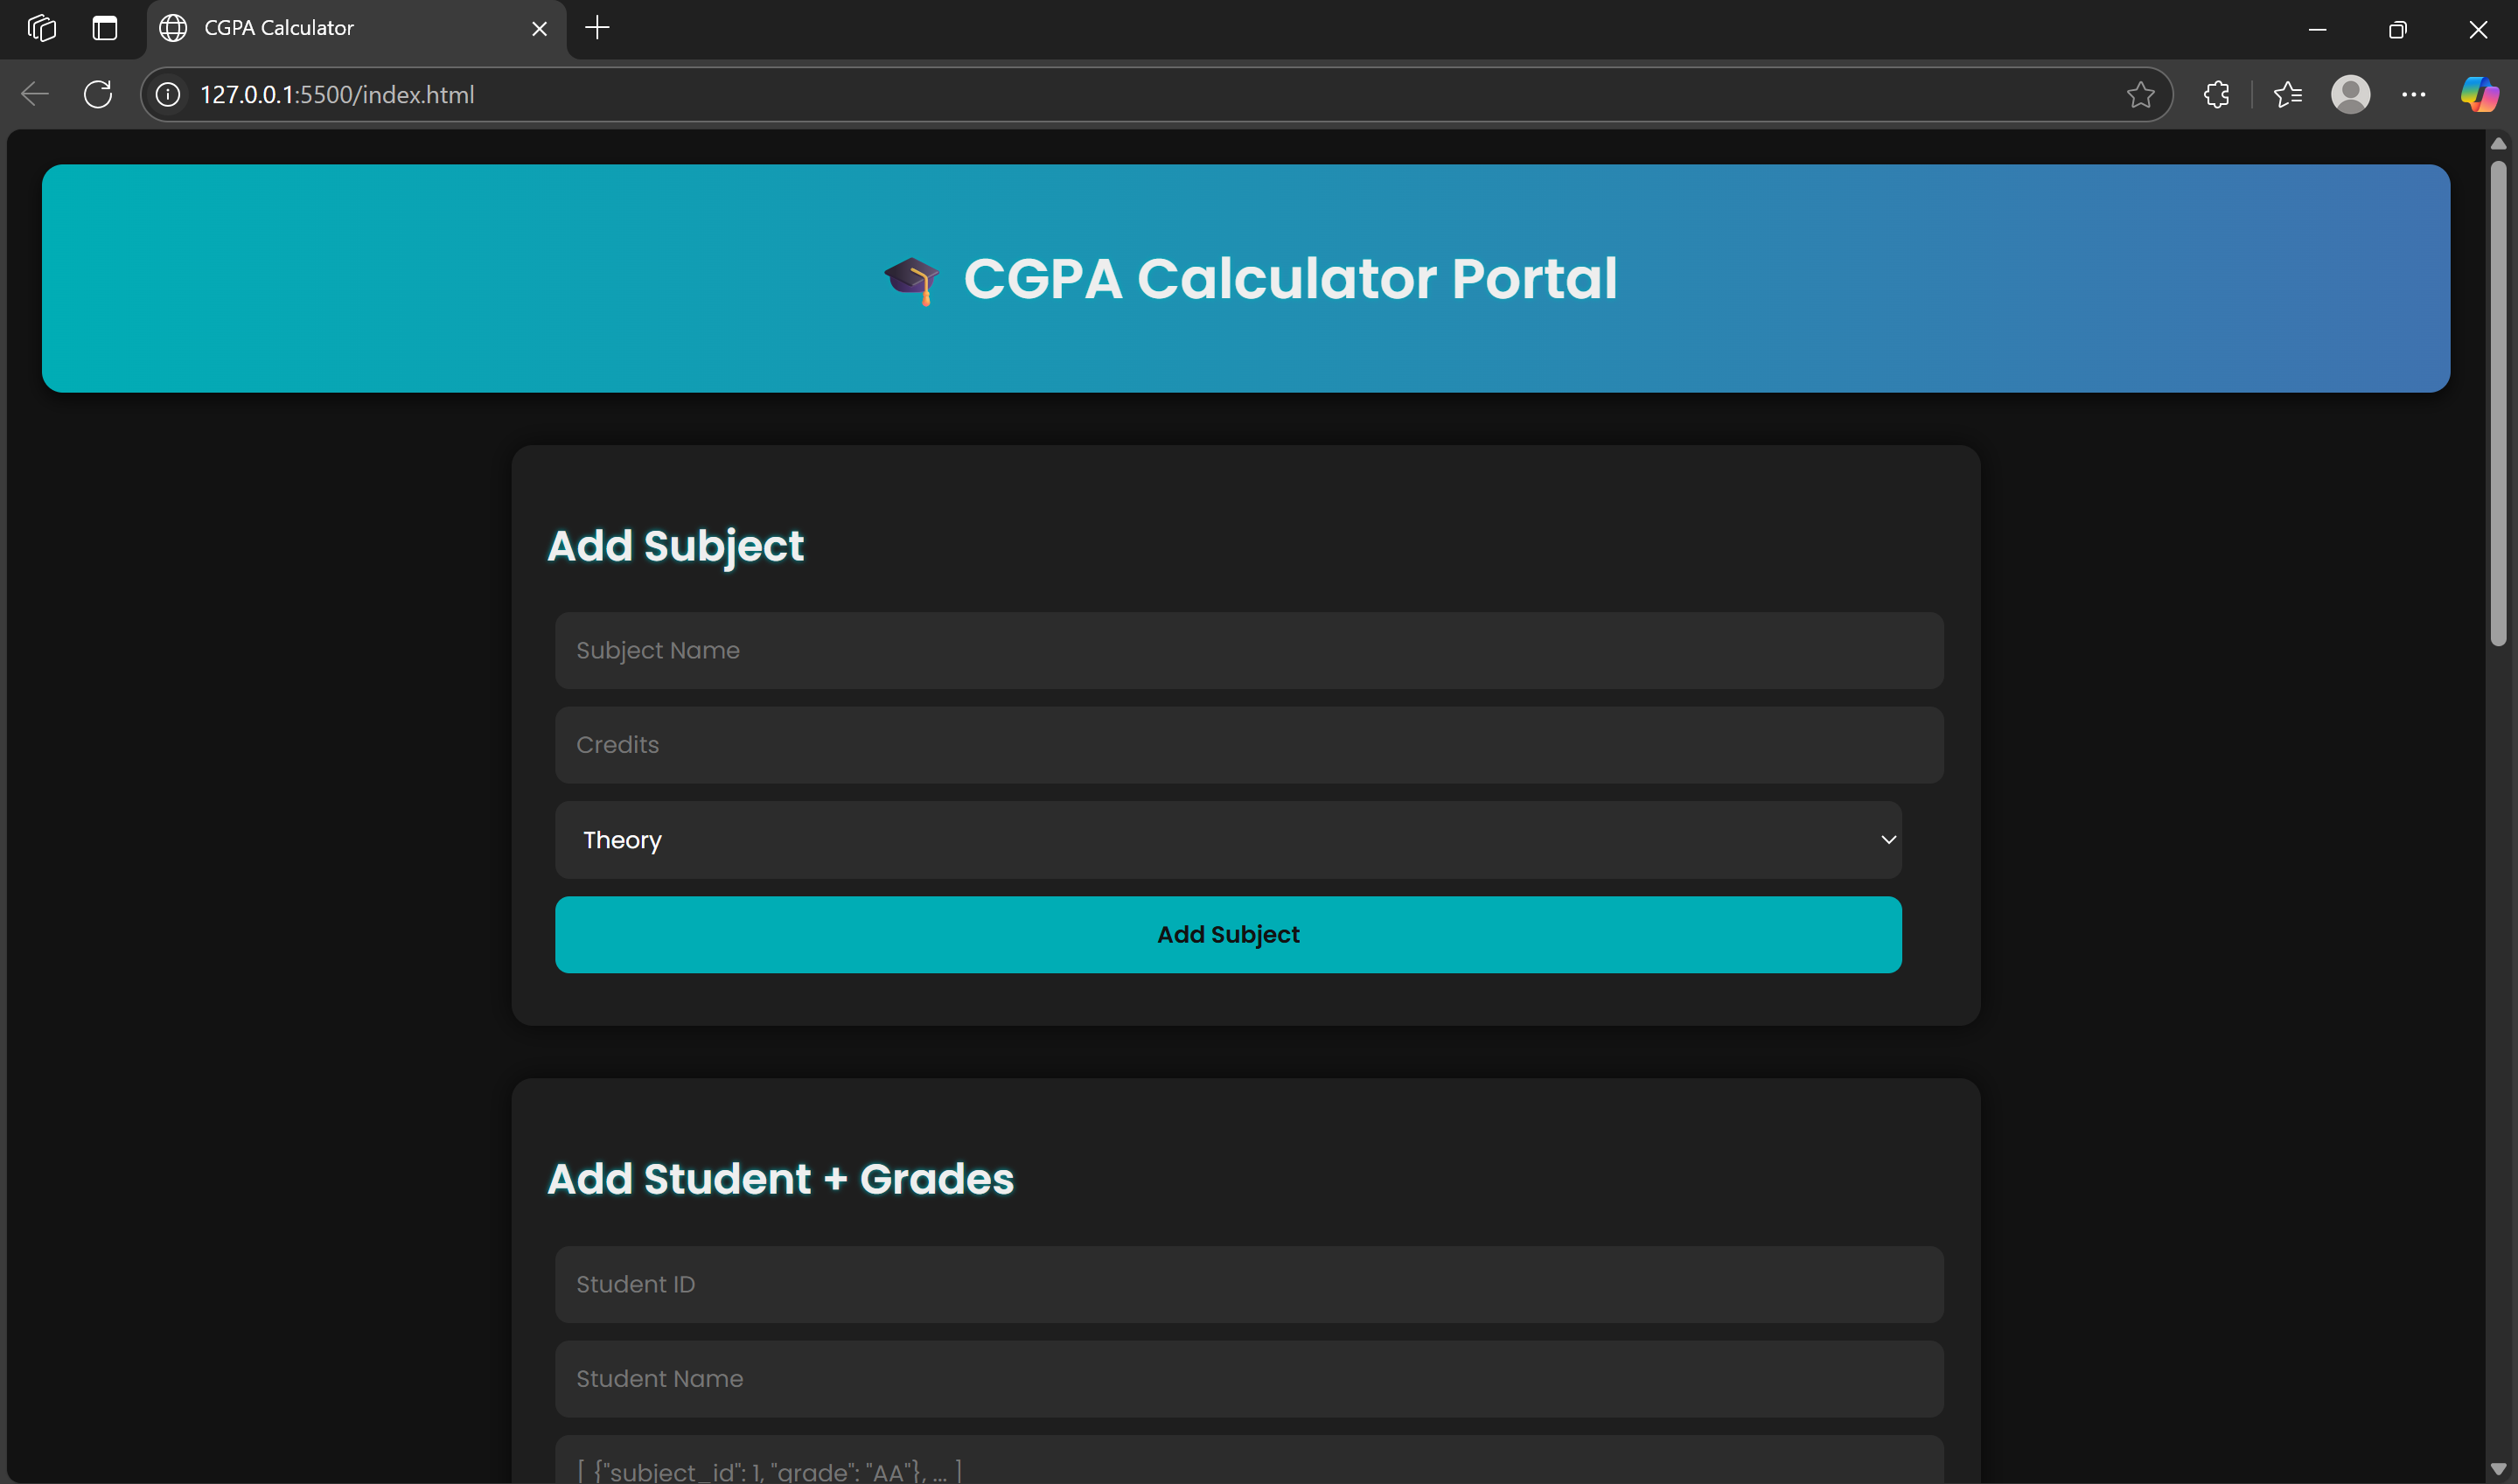 CGPA Calculator
127.0.0.1:5500/index.html
🎓 CGPA Calculator Portal
Add Subject
Subject Name
Credits
Theory
Add Subject
Add Student + Grades
Student ID
Student Name
[ {"subject_id": 1, "grade": "AA"}, ... ]